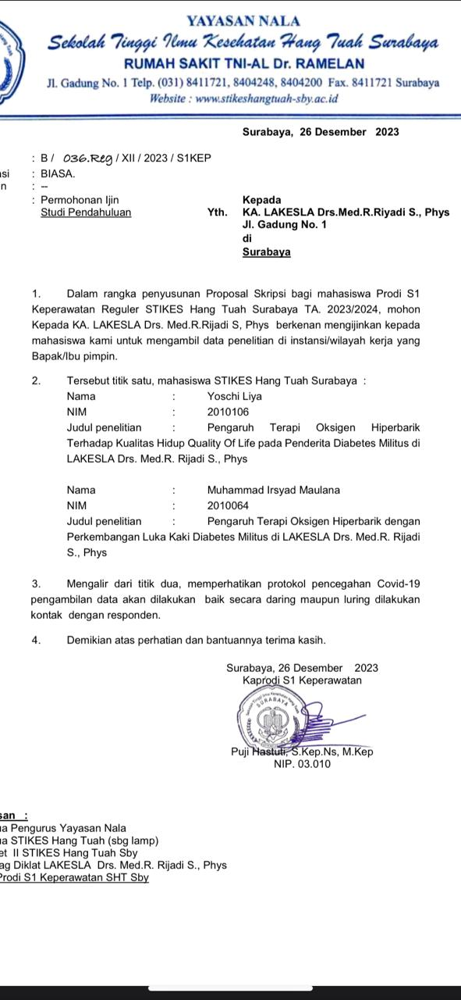 YAYASAN NALA
Sekolah Tinggi Ilmu Kesehatan Hang Tuah Surabaya
RUMAH SAKIT TNI-AL Dr. RAMELAN
Jl. Gadung No. 1 Telp. (031) 8411721, 8404248, 8404200 Fax. 8411721 Surabaya
Website : www.stikeshangtuah-sby.ac.id
Surabaya, 26 Desember 2023
: B / 036.Reg / XII / 2023 / S1KEP
si : BIASA.
n : --
: Permohonan Ijin
Studi Pendahuluan
Kepada
Yth. KA. LAKESLA Drs.Med.R.Riyadi S., Phys
Jl. Gadung No. 1
di
Surabaya
1. Dalam rangka penyusunan Proposal Skripsi bagi mahasiswa Prodi S1
Keperawatan Reguler STIKES Hang Tuah Surabaya TA. 2023/2024, mohon
Kepada KA. LAKESLA Drs. Med.R.Rijadi S, Phys berkenan mengijinkan kepada
mahasiswa kami untuk mengambil data penelitian di instansi/wilayah kerja yang
Bapak/Ibu pimpin.
2. Tersebut titik satu, mahasiswa STIKES Hang Tuah Surabaya :
Nama : Yoschi Liya
NIM : 2010106
Judul penelitian : Pengaruh Terapi Oksigen Hiperbarik
Terhadap Kualitas Hidup Quality Of Life pada Penderita Diabetes Militus di
LAKESLA Drs. Med.R. Rijadi S., Phys
Nama : Muhammad Irsyad Maulana
NIM : 2010064
Judul penelitian : Pengaruh Terapi Oksigen Hiperbarik dengan
Perkembangan Luka Kaki Diabetes Militus di LAKESLA Drs. Med.R. Rijadi
S., Phys
3. Mengalir dari titik dua, memperhatikan protokol pencegahan Covid-19
pengambilan data akan dilakukan baik secara daring maupun luring dilakukan
kontak dengan responden.
4. Demikian atas perhatian dan bantuannya terima kasih.
Surabaya, 26 Desember 2023
Kaprodi S1 Keperawatan
SURABAYA
Puji Hastuti, S.Kep.Ns, M.Kep
NIP. 03.010
san :
ua Pengurus Yayasan Nala
ua STIKES Hang Tuah (sbg lamp)
et II STIKES Hang Tuah Sby
ag Diklat LAKESLA Drs. Med.R. Rijadi S., Phys
Prodi S1 Keperawatan SHT Sby